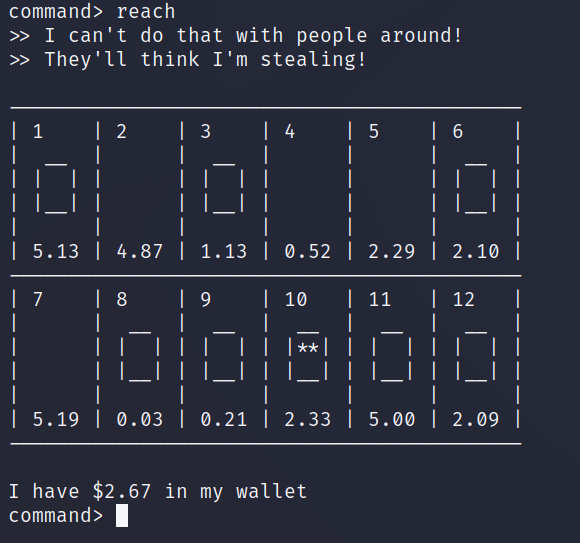 command> reach
>> I can't do that with people around!
>> They'll think I'm stealing!
| 1 | 2 | 3 | 4 | 5 | 6 |
| 5.13 | 4.87 | 1.13 | 0.52 | 2.29 | 2.10 |
| 7 | 8 | 9 | 10 | 11 | 12 |
|**|
| 5.19 | 0.03 | 0.21 | 2.33 | 5.00 | 2.09 |
I have $2.67 in my wallet
command>